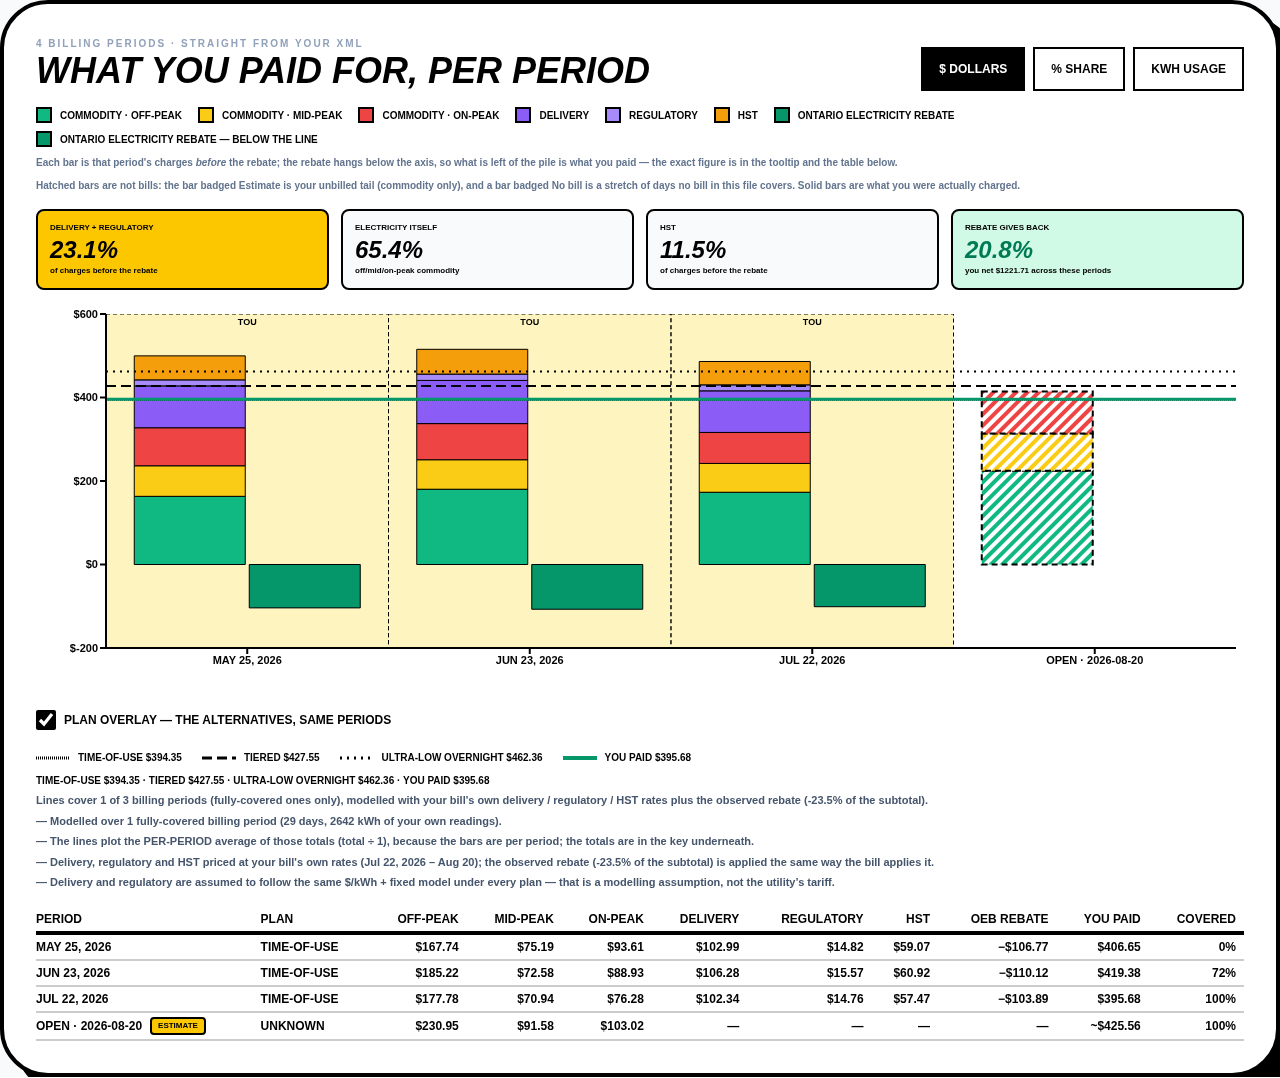 4 BILLING PERIODS · STRAIGHT FROM YOUR XML
WHAT YOU PAID FOR, PER PERIOD
$ DOLLARS % SHARE KWH USAGE
COMMODITY · OFF-PEAK COMMODITY · MID-PEAK COMMODITY · ON-PEAK DELIVERY REGULATORY HST ONTARIO ELECTRICITY REBATE
ONTARIO ELECTRICITY REBATE — BELOW THE LINE
Each bar is that period's charges before the rebate; the rebate hangs below the axis, so what is left of the pile is what you paid — the exact figure is in the tooltip and the table below.
Hatched bars are not bills: the bar badged Estimate is your unbilled tail (commodity only), and a bar badged No bill is a stretch of days no bill in this file covers. Solid bars are what you were actually charged.
DELIVERY + REGULATORY
23.1%
of charges before the rebate
ELECTRICITY ITSELF
65.4%
off/mid/on-peak commodity
HST
11.5%
of charges before the rebate
REBATE GIVES BACK
20.8%
you net $1221.71 across these periods
$600
TOU TOU TOU
$400
$200
$0
$-200
MAY 25, 2026 JUN 23, 2026 JUL 22, 2026 OPEN · 2026-08-20
PLAN OVERLAY — THE ALTERNATIVES, SAME PERIODS
TIME-OF-USE $394.35 TIERED $427.55 ULTRA-LOW OVERNIGHT $462.36 YOU PAID $395.68
TIME-OF-USE $394.35 · TIERED $427.55 · ULTRA-LOW OVERNIGHT $462.36 · YOU PAID $395.68
Lines cover 1 of 3 billing periods (fully-covered ones only), modelled with your bill's own delivery / regulatory / HST rates plus the observed rebate (-23.5% of the subtotal).
— Modelled over 1 fully-covered billing period (29 days, 2642 kWh of your own readings).
— The lines plot the PER-PERIOD average of those totals (total ÷ 1), because the bars are per period; the totals are in the key underneath.
— Delivery, regulatory and HST priced at your bill's own rates (Jul 22, 2026 – Aug 20); the observed rebate (-23.5% of the subtotal) is applied the same way the bill applies it.
— Delivery and regulatory are assumed to follow the same $/kWh + fixed model under every plan — that is a modelling assumption, not the utility's tariff.
PERIOD PLAN OFF-PEAK MID-PEAK ON-PEAK DELIVERY REGULATORY HST OEB REBATE YOU PAID COVERED
MAY 25, 2026 TIME-OF-USE $167.74 $75.19 $93.61 $102.99 $14.82 $59.07 −$106.77 $406.65 0%
JUN 23, 2026 TIME-OF-USE $185.22 $72.58 $88.93 $106.28 $15.57 $60.92 −$110.12 $419.38 72%
JUL 22, 2026 TIME-OF-USE $177.78 $70.94 $76.28 $102.34 $14.76 $57.47 −$103.89 $395.68 100%
OPEN · 2026-08-20 ESTIMATE UNKNOWN $230.95 $91.58 $103.02 — — — — ~$425.56 100%